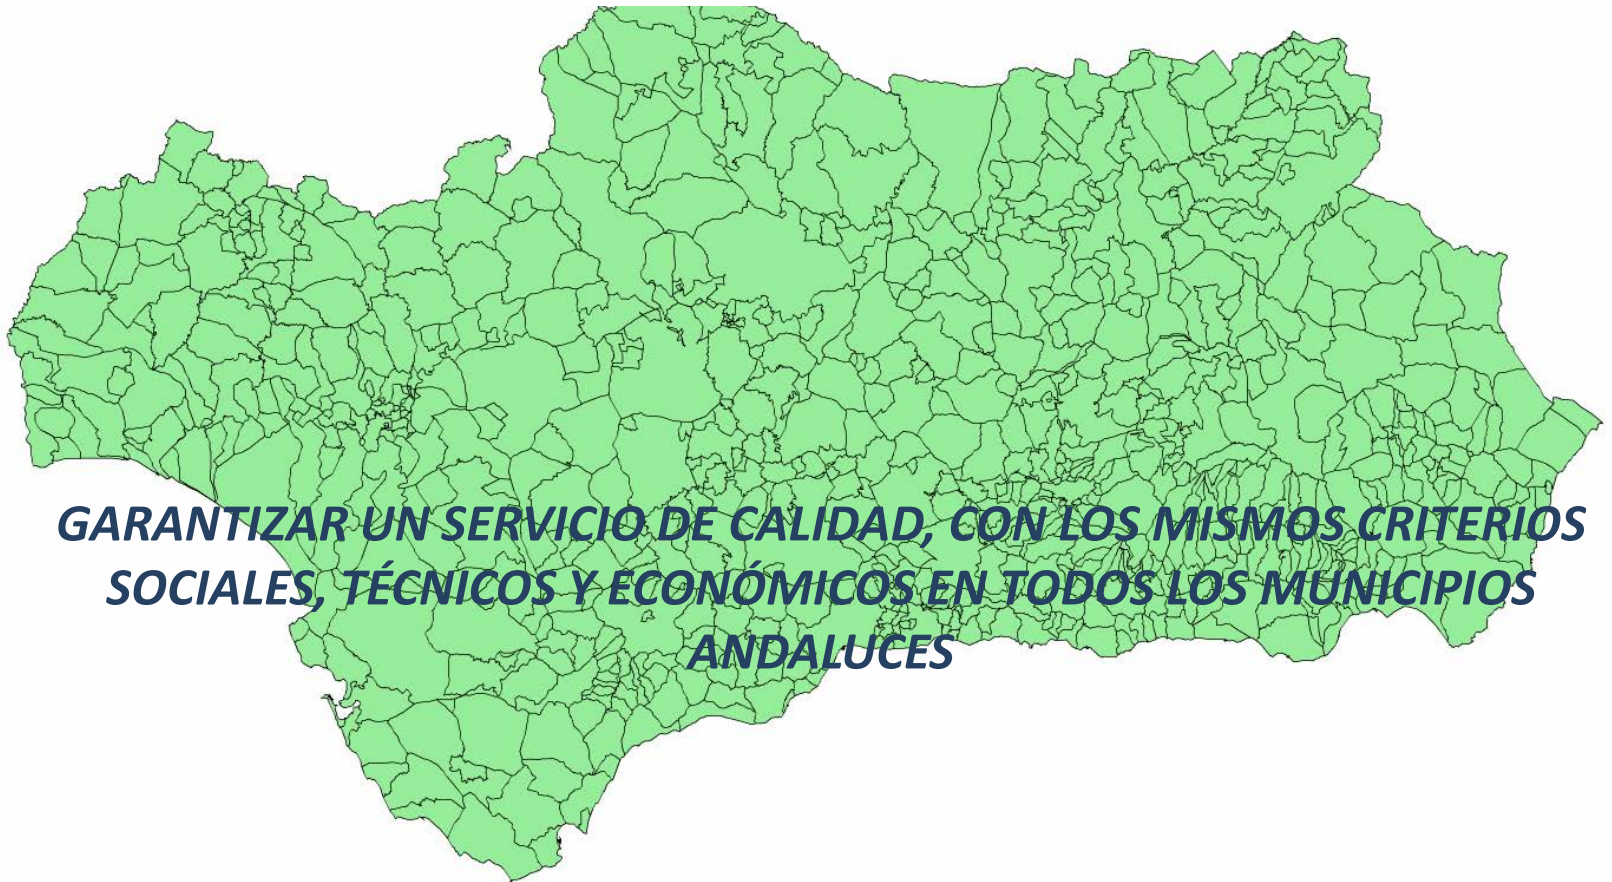 GARANTIZAR UN SERVICIO DE CALIDAD, CON LOS MISMOS CRITERIOS
SOCIALES, TÉCNICOS Y ECONÓMICOS EN TODOS LOS MUNICIPIOS
ANDALUCES